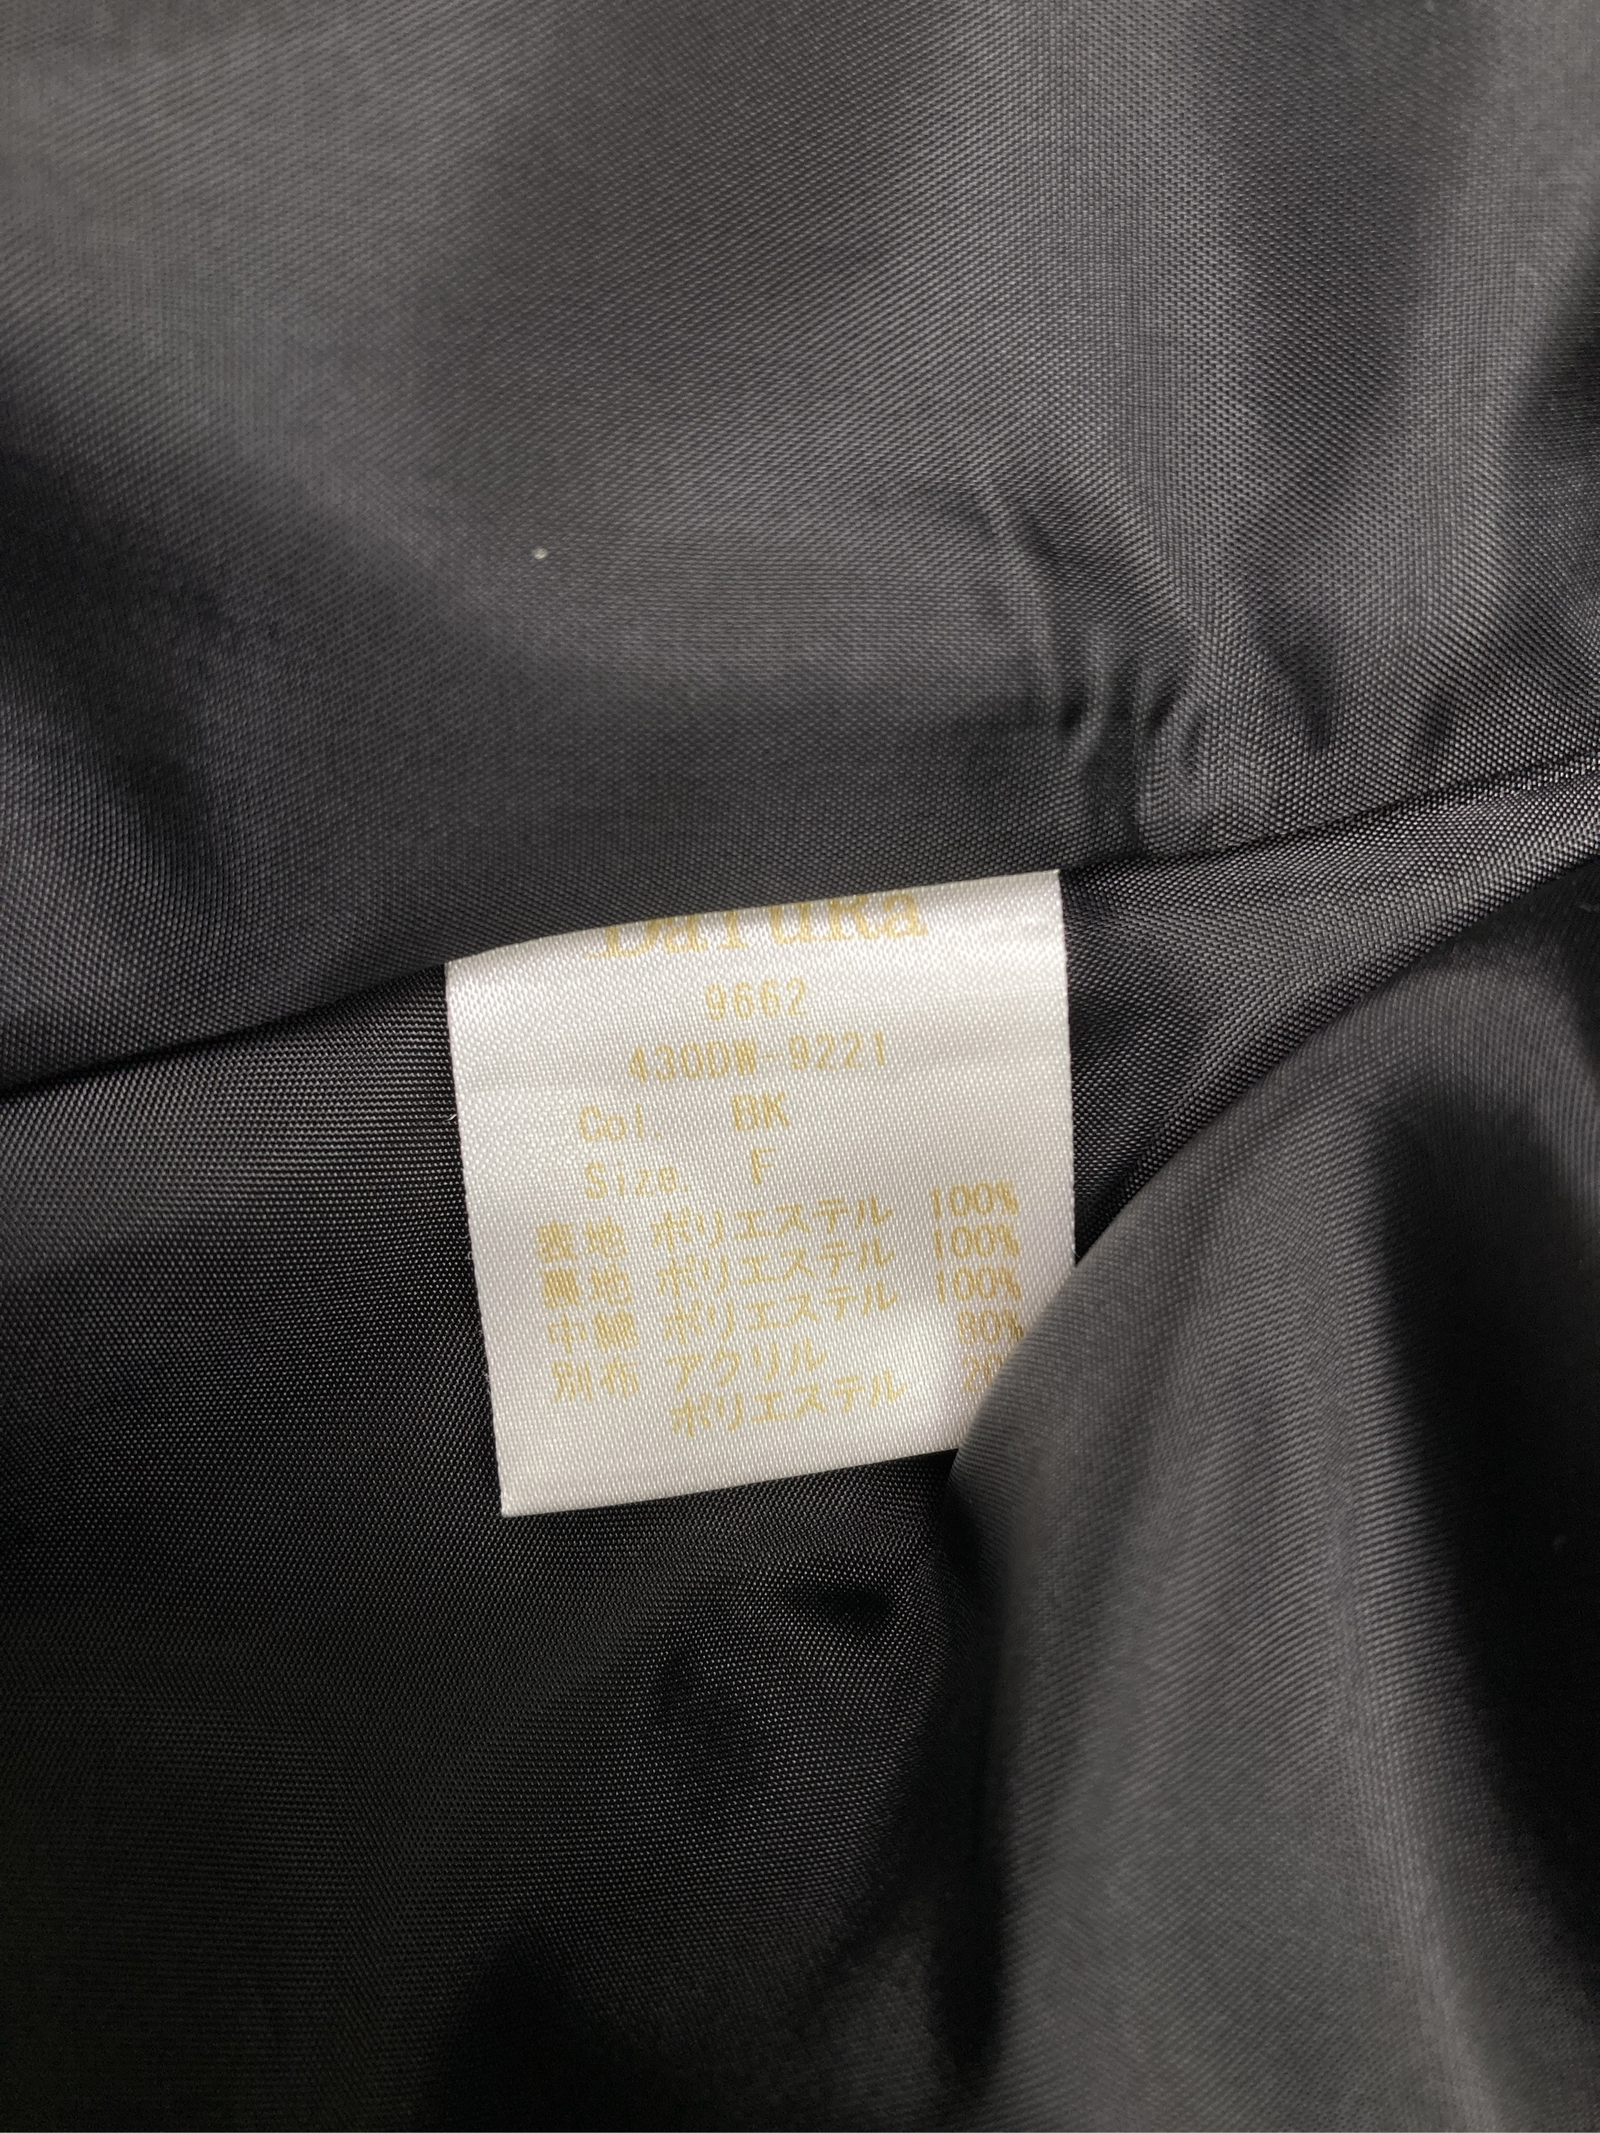 DaTuRa
9662
430DW-9221
Col. BK
Size F
表地 ポリエステル 100%
裏地 ポリエステル 100%
中綿 ポリエステル 100%
別布 アクリル 80%
ポリエステル 20